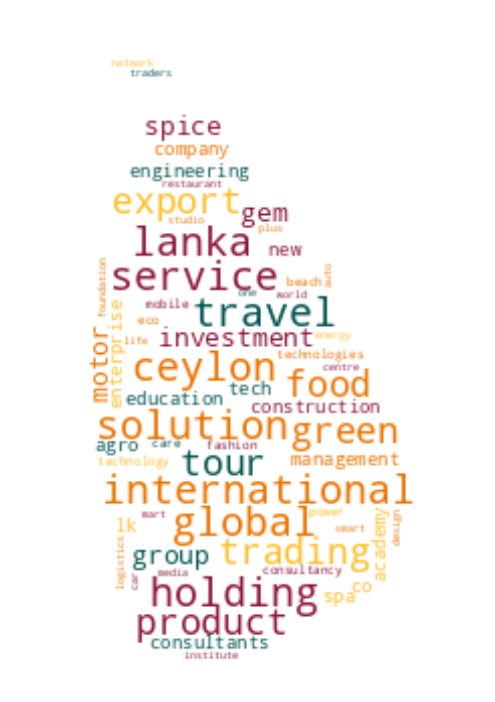 network
traders
spice
company
engineering
restaurant
export
gem
studio
plus
lanka
new
service
foundation
beach
auto
one
world
mobile
travel
enterprise
eco
motor
life
investment
energy
technologies
ceylon
centre
food
tech
education
construction
solution
green
agro
care
fashion
technology
tour
management
international
lk
mart
global
power
smart
design
academy
logistics
group
trading
car
media
consultancy
holding
spa
co
product
consultants
institute